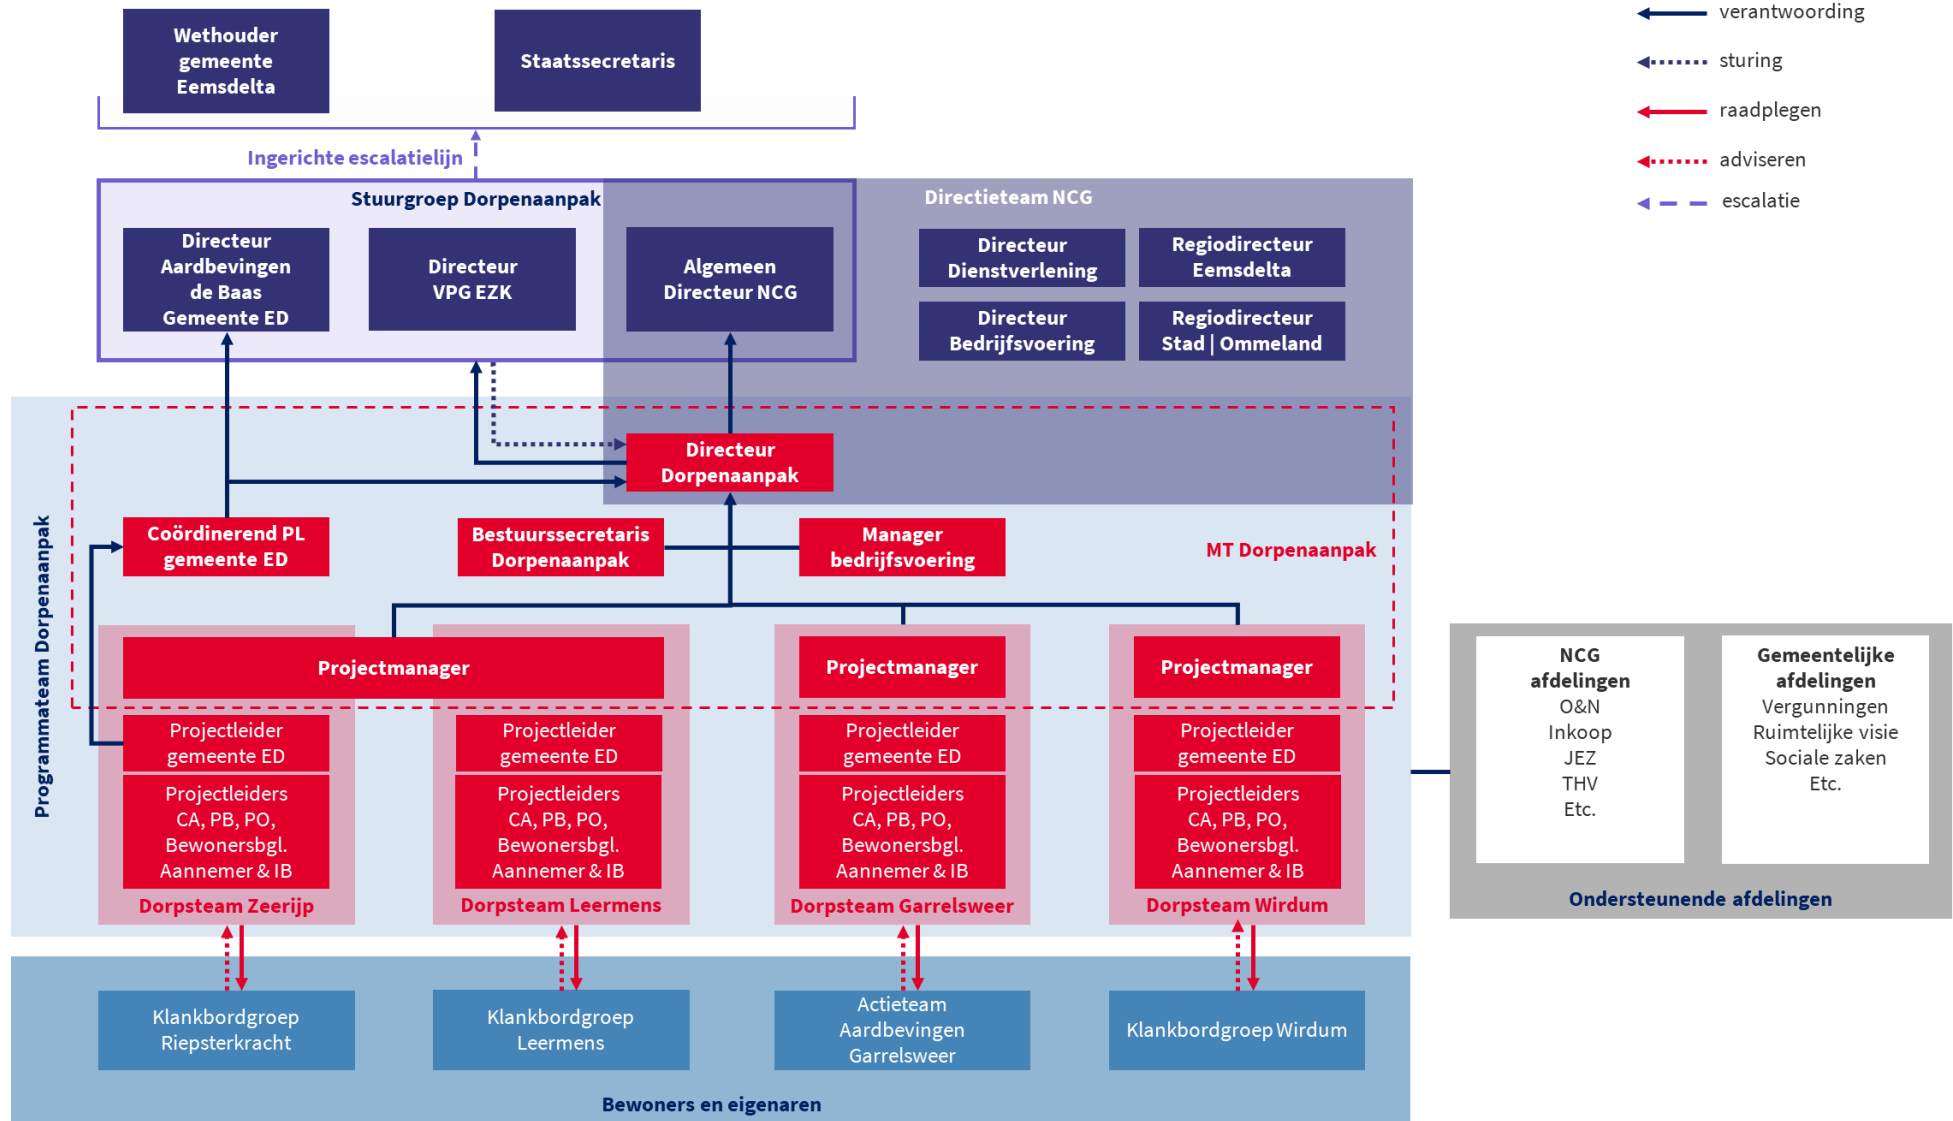 Wethouder
gemeente
Eemsdelta
Staatssecretaris
verantwoording
sturing
raadplegen
adviseren
escalatie
Ingerichte escalatielijn
Stuurgroep Dorpenaanpak
Directieteam NCG
Directeur
Aardbevingen
de Baas
Gemeente ED
Directeur
VPG EZK
Algemeen
Directeur NCG
Directeur
Dienstverlening
Regiodirecteur
Eemsdelta
Directeur
Bedrijfsvoering
Regiodirecteur
Stad | Ommeland
Programmateam Dorpenaanpak
Directeur
Dorpenaanpak
Coördinerend PL
gemeente ED
Bestuurssecretaris
Dorpenaanpak
Manager
bedrijfsvoering
MT Dorpenaanpak
Projectmanager
Projectmanager
Projectmanager
Projectleider
gemeente ED
Projectleiders
CA, PB, PO,
Bewonersbgl.
Aannemer & IB
Dorpsteam Zeerijp
Projectleider
gemeente ED
Projectleiders
CA, PB, PO,
Bewonersbgl.
Aannemer & IB
Dorpsteam Leermens
Projectleider
gemeente ED
Projectleiders
CA, PB, PO,
Bewonersbgl.
Aannemer & IB
Dorpsteam Garrelsweer
Projectleider
gemeente ED
Projectleiders
CA, PB, PO,
Bewonersbgl.
Aannemer & IB
Dorpsteam Wirdum
NCG
afdelingen
O&N
Inkoop
JEZ
THV
Etc.
Gemeentelijke
afdelingen
Vergunningen
Ruimtelijke visie
Sociale zaken
Etc.
Ondersteunende afdelingen
Klankbordgroep
Riepsterkracht
Klankbordgroep
Leermens
Actieteam
Aardbevingen
Garrelsweer
Klankbordgroep Wirdum
Bewoners en eigenaren